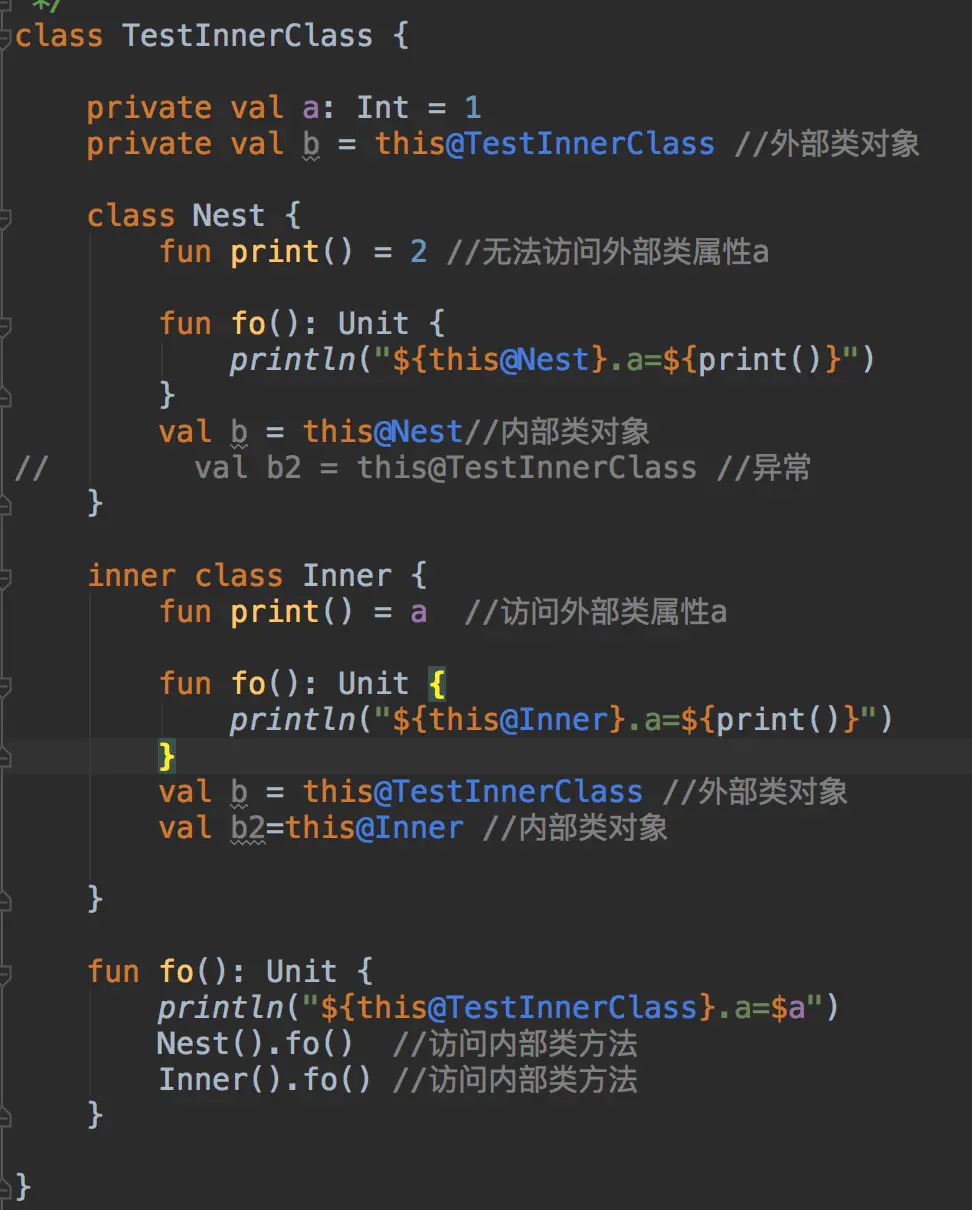 */
class TestInnerClass {
private val a: Int = 1
private val b = this@TestInnerClass //外部类对象
class Nest {
fun print() = 2 //无法访问外部类属性a
fun fo(): Unit {
println("${this@Nest}.a=${print()}")
}
val b = this@Nest//内部类对象
// val b2 = this@TestInnerClass //异常
}
inner class Inner {
fun print() = a //访问外部类属性a
fun fo(): Unit {
println("${this@Inner}.a=${print()}")
}
val b = this@TestInnerClass //外部类对象
val b2=this@Inner //内部类对象
}
fun fo(): Unit {
println("${this@TestInnerClass}.a=$a")
Nest().fo() //访问内部类方法
Inner().fo() //访问内部类方法
}
}